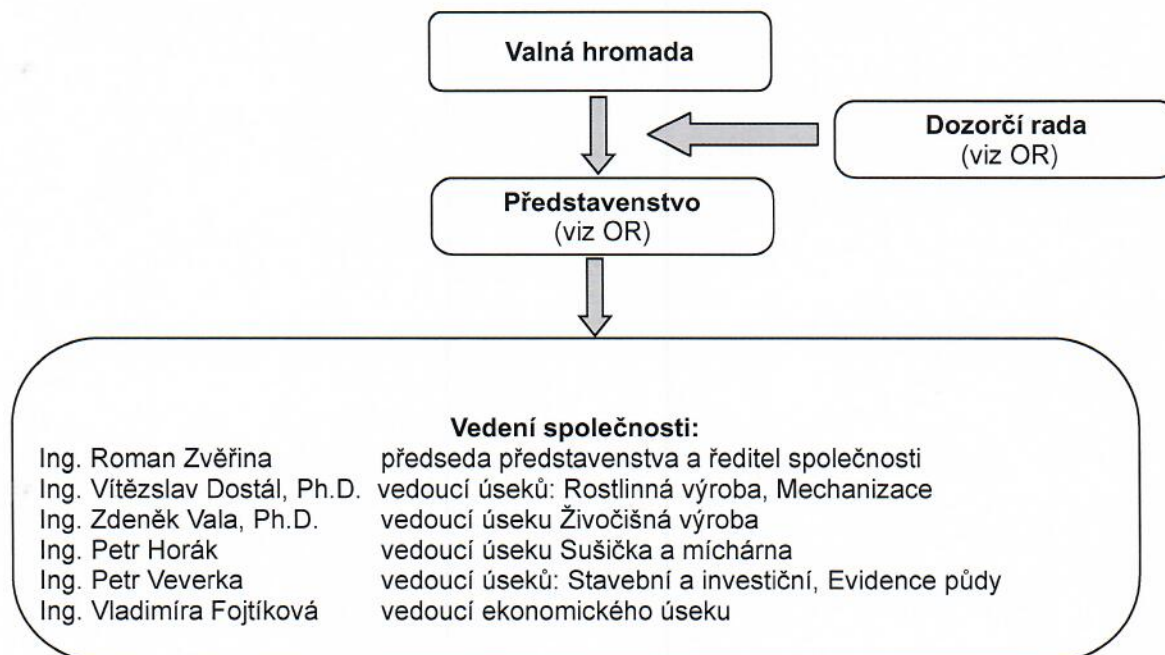 Valná hromada
Dozorčí rada
(viz OR)
Představenstvo
(viz OR)
Vedení společnosti:
Ing. Roman Zvěřina předseda představenstva a ředitel společnosti
Ing. Vítězslav Dostál, Ph.D. vedoucí úseků: Rostlinná výroba, Mechanizace
Ing. Zdeněk Vala, Ph.D. vedoucí úseku Živočišná výroba
Ing. Petr Horák vedoucí úseku Sušička a míchárna
Ing. Petr Veverka vedoucí úseků: Stavební a investiční, Evidence půdy
Ing. Vladimíra Fojtíková vedoucí ekonomického úseku